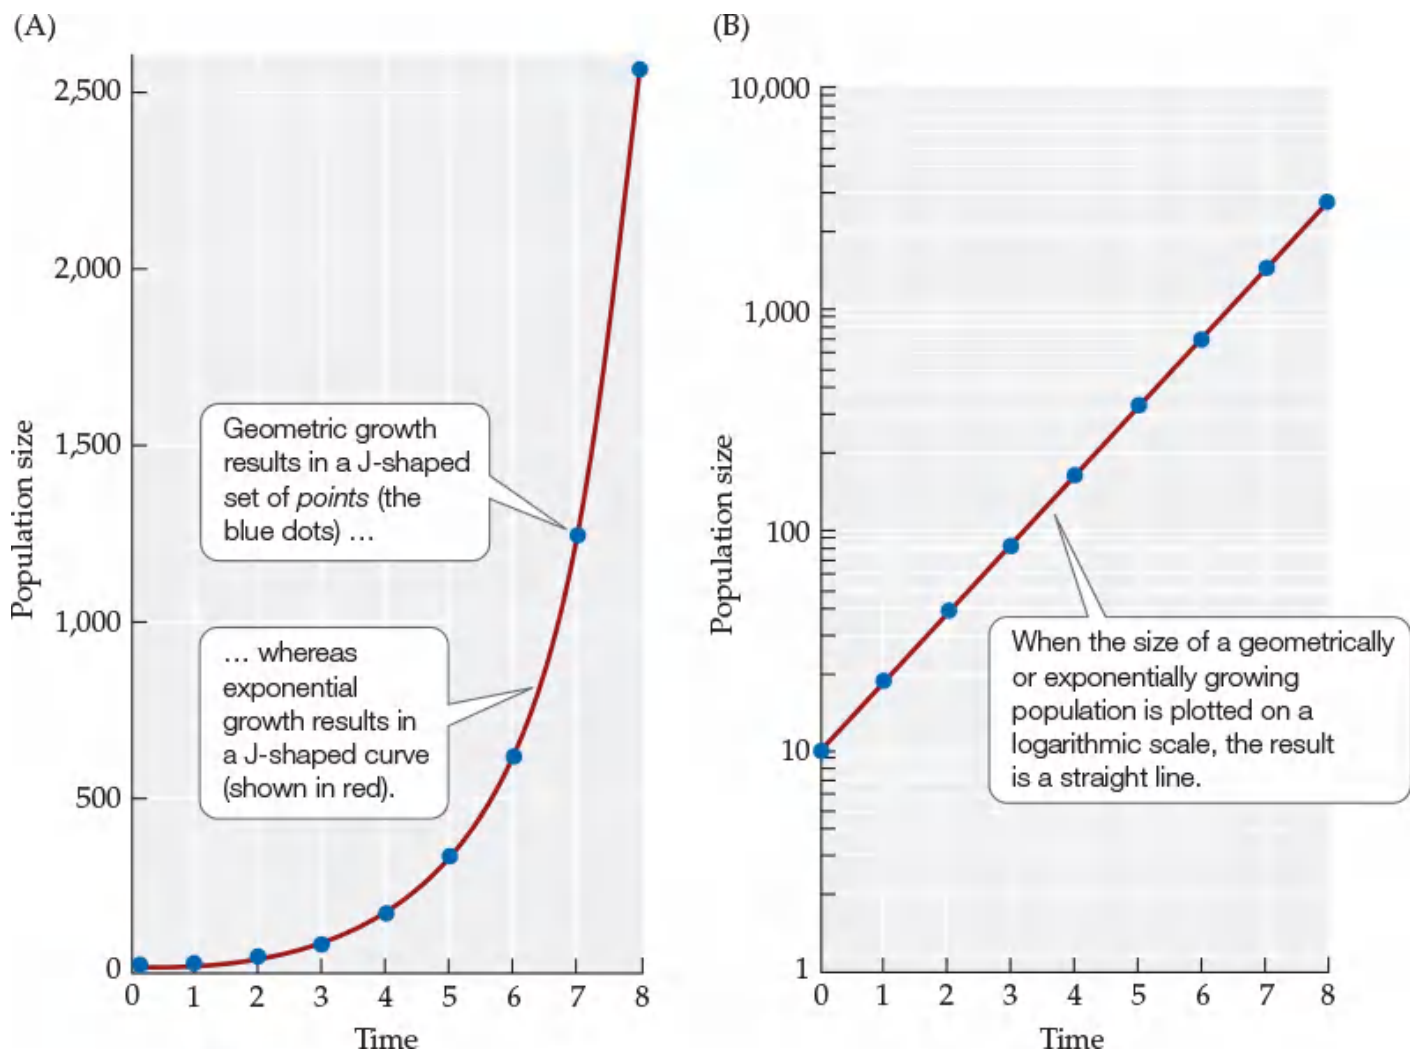 (A)
2,500
2,000
1,500
1,000
500
0
Population size
0 1 2 3 4 5 6 7 8
Time
Geometric growth
results in a J-shaped
set of points (the
blue dots) …
… whereas
exponential
growth results in
a J-shaped curve
(shown in red).
(B)
10,000
1,000
100
10
1
Population size
0 1 2 3 4 5 6 7 8
Time
When the size of a geometrically
or exponentially growing
population is plotted on a
logarithmic scale, the result
is a straight line.